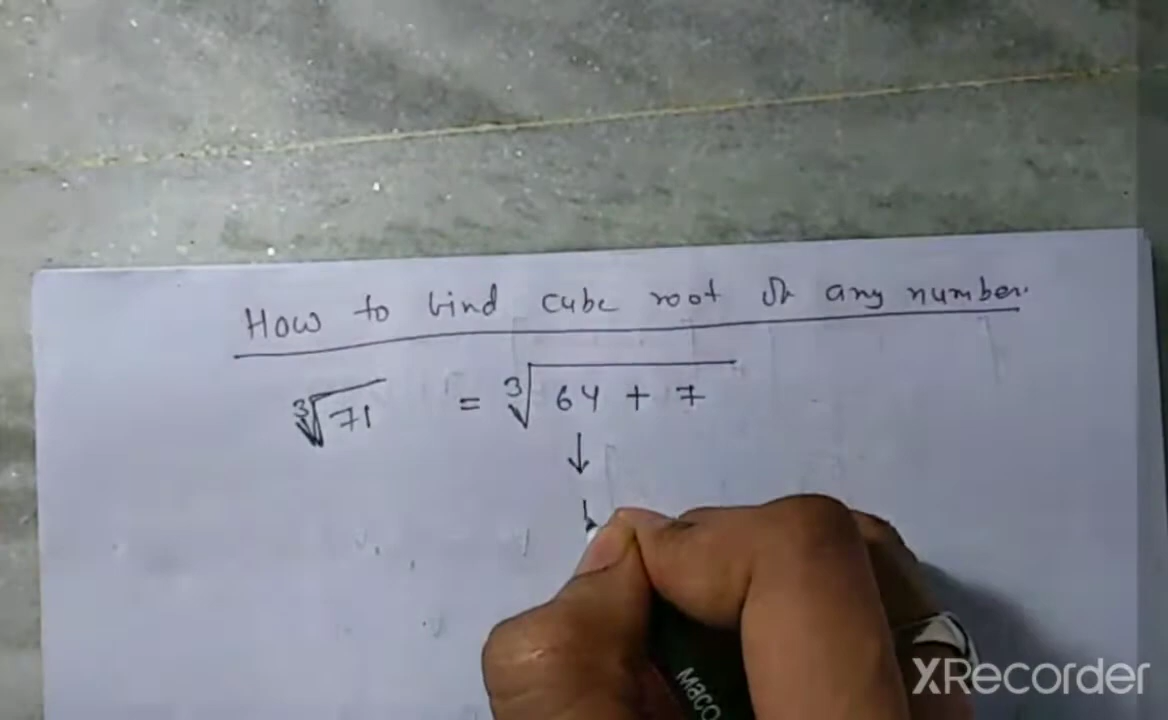 How to find cube root of any number.
∛71 = ∛64 + 7
↓
Maco
XRecorder